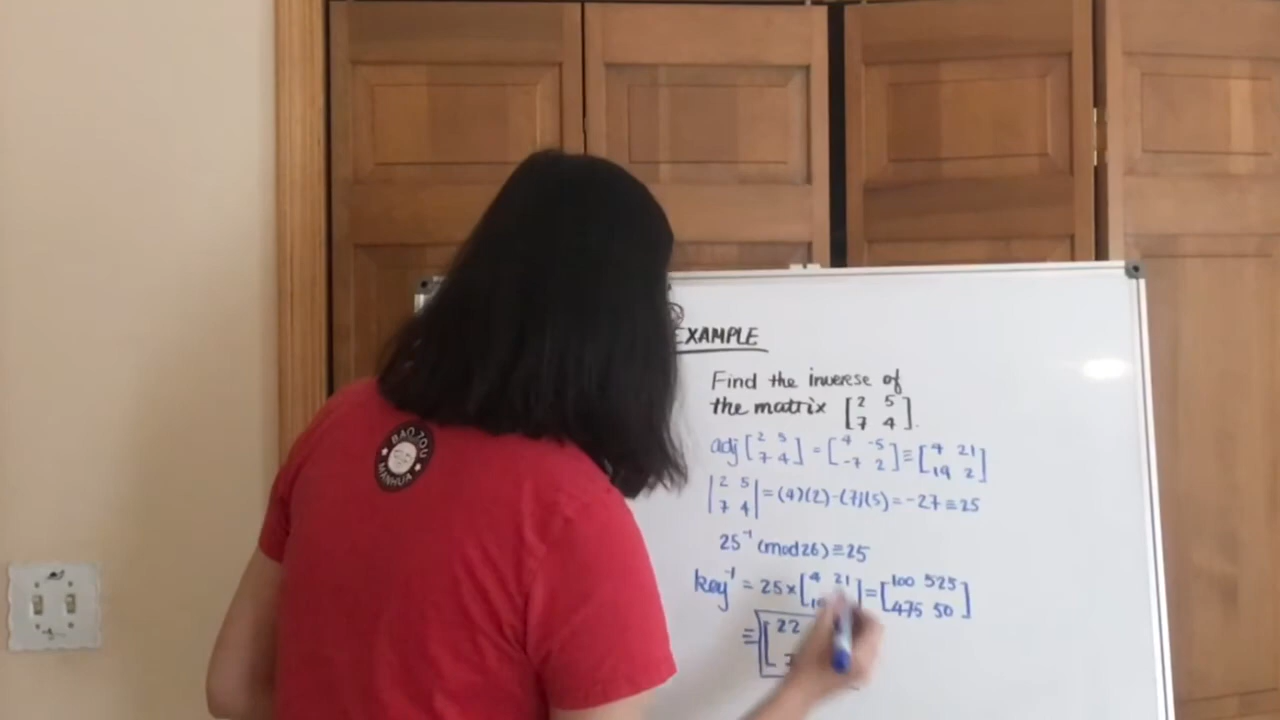 BAOZOU
MANHUA
EXAMPLE
Find the inverse of
the matrix [2 5
7 4].
adj [2 5
7 4] = [4 -5
-7 2] ≡ [4 21
19 2]
|2 5
7 4| = (4)(2)-(7)(5) = -27 ≡ 25
25⁻¹ (mod 26) ≡ 25
key⁻¹ = 25 × [4 21
] = [100 525
475 50]
≡ [22